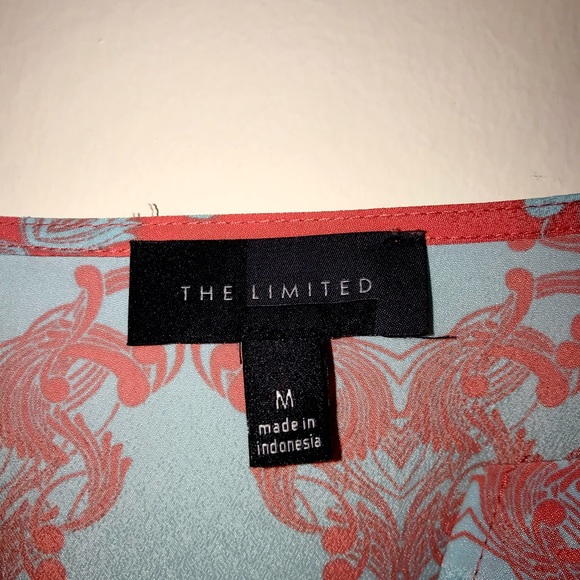 THE LIMITED
M
made in
indonesia